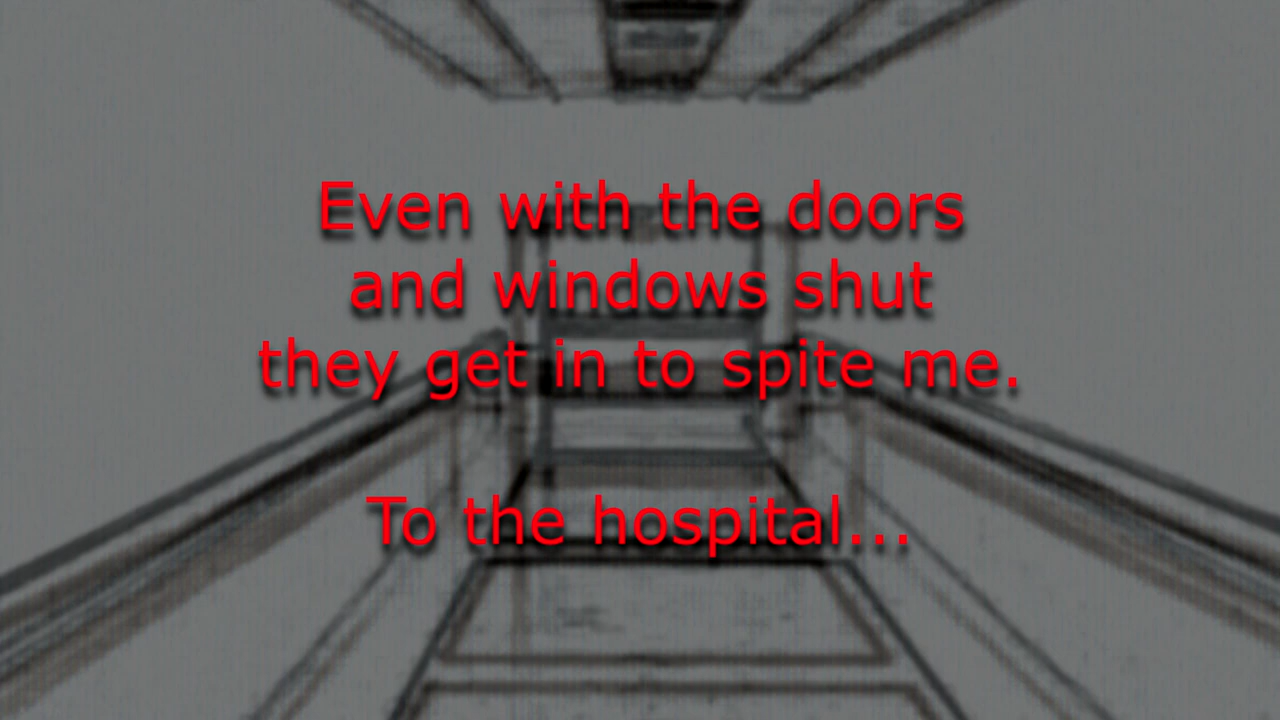 Even with the doors
and windows shut
they get in to spite me.
To the hospital...